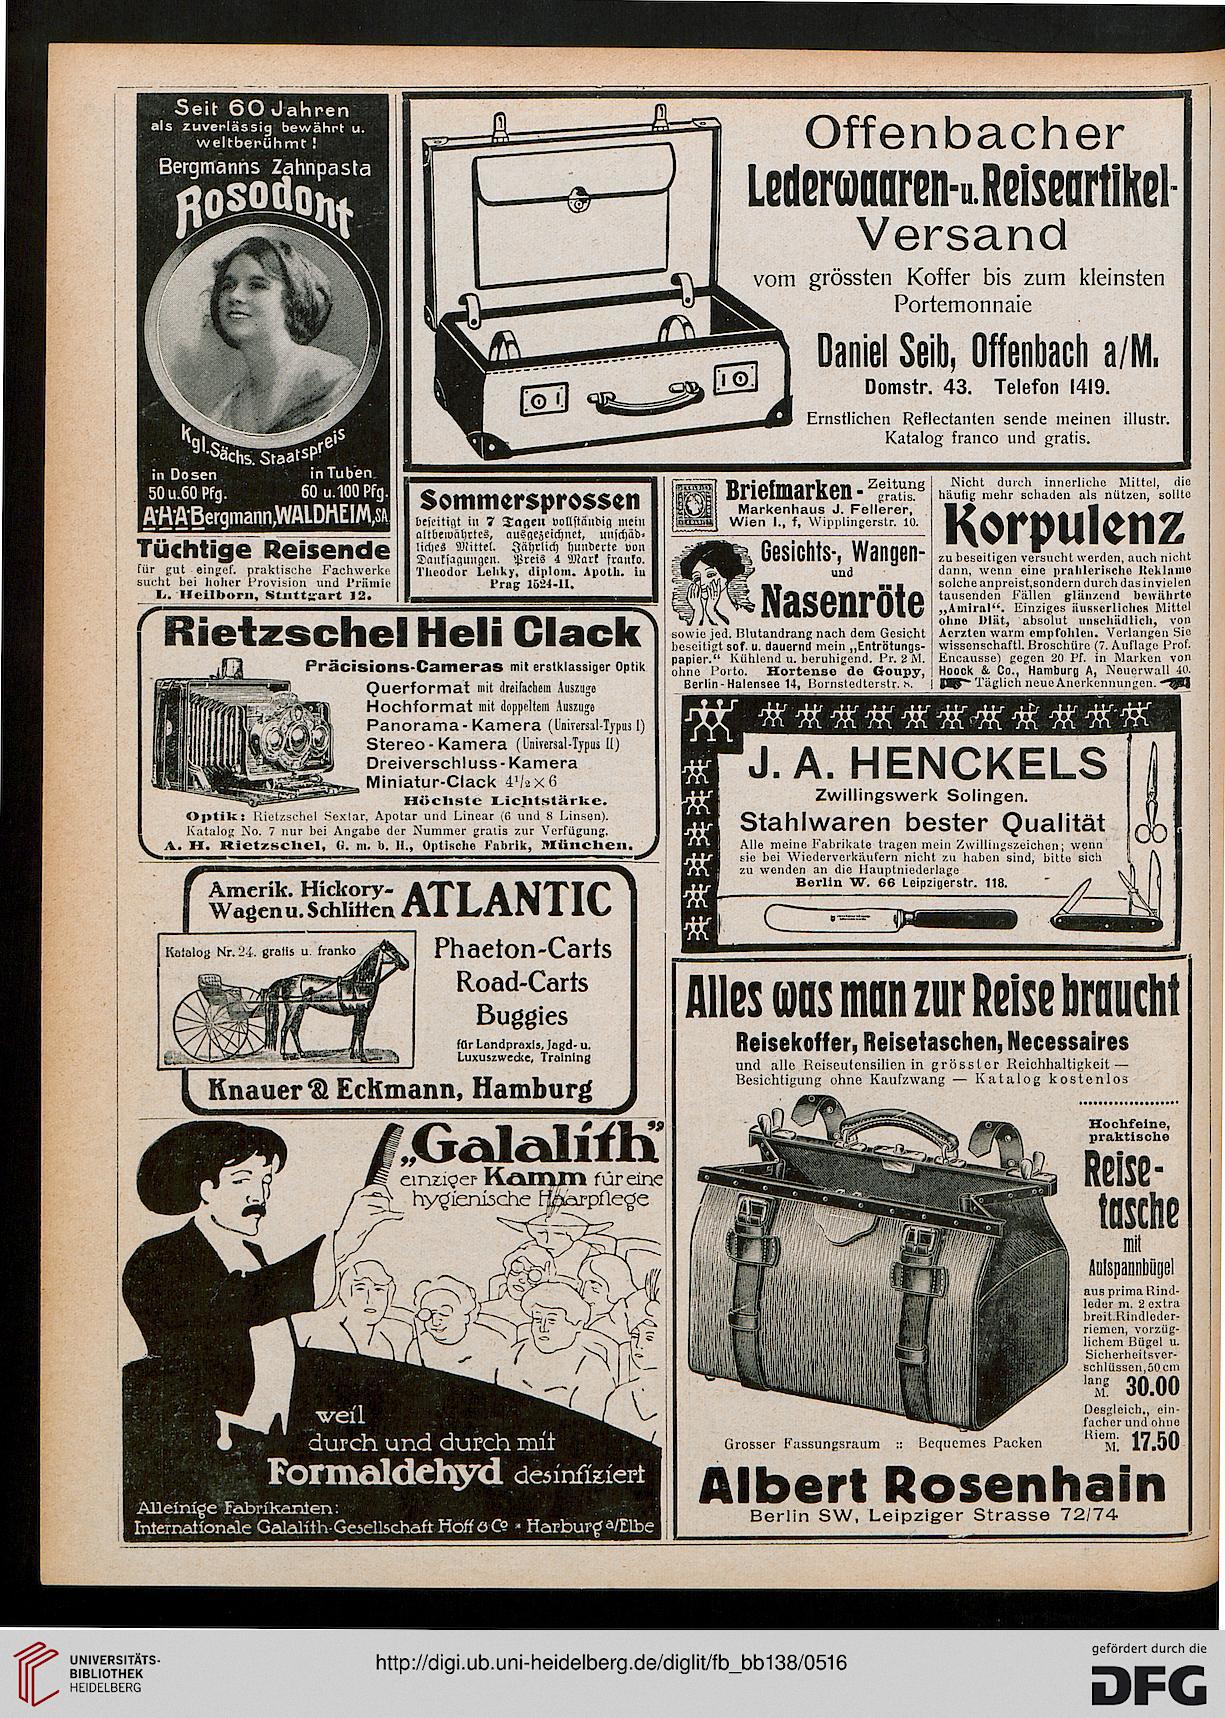 Seit 60 Jahren
als zuverlässig bewährt u.
weltberühmt!
Bergmanns Zahnpasta
Rosodont
Kgl. Sächs. Staatspreis
in Dosen in Tuben
50 u. 60 Pfg. 60 u. 100 Pfg.
A·H·A·Bergmann, WALDHEIM, SA.
Tüchtige Reisende
für gut eingef. praktische Fachwerke
sucht bei hoher Provision und Prämie
L. Heilborn, Stuttgart 12.
Offenbacher
Lederwaaren- u. Reiseartikel-
Versand
vom grössten Koffer bis zum kleinsten
Portemonnaie
Daniel Seib, Offenbach a/M.
Domstr. 43. Telefon 1419.
Ernstlichen Reflectanten sende meinen illustr.
Katalog franco und gratis.
Sommersprossen
beseitigt in 7 Tagen vollständig mein
altbewährtes, ausgezeichnet, unschäd-
liches Mittel. Jährlich hunderte von
Danksagungen. Preis 4 Mark franko.
Theodor Lehky, diplom. Apoth. in
Prag 1524-II.
Briefmarken- Zeitung
gratis.
Markenhaus J. Fellerer,
Wien I., f, Wipplingerstr. 10.
Gesichts-, Wangen-
und
Nasenröte
sowie jed. Blutandrang nach dem Gesicht
beseitigt sof. u. dauernd mein „Entrötungs-
papier.“ Kühlend u. beruhigend. Pr. 2 M.
ohne Porto. Hortense de Goupy,
Berlin-Halensee 14, Bornstedterstr. 8.
Nicht durch innerliche Mittel, die
häufig mehr schaden als nützen, sollte
Korpulenz
zu beseitigen versucht werden, auch nicht
dann, wenn eine prahlerische Reklame
solche anpreist, sondern durch das in vielen
tausenden Fällen glänzend bewährte
„Amiral“. Einziges äusserliches Mittel
ohne Diät, absolut unschädlich, von
Aerzten warm empfohlen. Verlangen Sie
wissenschaftl. Broschüre (7. Auflage Prof.
Encausse) gegen 20 Pf. in Marken von
Hoock & Co., Hamburg A, Neuerwall 40.
Täglich neue Anerkennungen.
Rietzschel Heli Clack
Präcisions-Cameras mit erstklassiger Optik
Querformat mit dreifachem Auszuge
Hochformat mit doppeltem Auszuge
Panorama-Kamera (Universal-Typus I)
Stereo-Kamera (Universal-Typus II)
Dreiverschluss-Kamera
Miniatur-Clack 4½×6
Höchste Lichtstärke.
Optik: Rietzschel Sextar, Apotar und Linear (6 und 8 Linsen).
Katalog No. 7 nur bei Angabe der Nummer gratis zur Verfügung.
A. H. Rietzschel, G. m. b. H., Optische Fabrik, München.
J. A. HENCKELS
Zwillingswerk Solingen.
Stahlwaren bester Qualität
Alle meine Fabrikate tragen mein Zwillingszeichen; wenn
sie bei Wiederverkäufern nicht zu haben sind, bitte sich
zu wenden an die Hauptniederlage
Berlin W. 66 Leipzigerstr. 118.
Amerik. Hickory-
Wagen u. Schlitten ATLANTIC
Katalog Nr. 24. gratis u. franko
Phaeton-Carts
Road-Carts
Buggies
für Landpraxis, Jagd- u.
Luxuszwecke, Training
Knauer & Eckmann, Hamburg
„Galalith”
einziger Kamm für eine
hygienische Haarpflege
weil
durch und durch mit
Formaldehyd desinfiziert
Alleinige Fabrikanten:
Internationale Galalith-Gesellschaft Hoff & Co * Harburg a/Elbe
Alles was man zur Reise braucht
Reisekoffer, Reisetaschen, Necessaires
und alle Reiseutensilien in grösster Reichhaltigkeit —
Besichtigung ohne Kaufzwang — Katalog kostenlos
Hochfeine,
praktische
Reise-
tasche
mit
Aufspannbügel
aus prima Rind-
leder m. 2 extra
breit. Rindleder-
riemen, vorzüg-
lichem Bügel u.
Sicherheitsver-
schlüssen, 50 cm
lang
M. 30.00
Desgleich., ein-
facher und ohne
Riem.
M. 17.50
Grosser Fassungsraum :: Bequemes Packen
Albert Rosenhain
Berlin SW, Leipziger Strasse 72/74
UNIVERSITÄTS-
BIBLIOTHEK
HEIDELBERG
http://digi.ub.uni-heidelberg.de/diglit/fb_bb138/0516
gefördert durch die
DFG